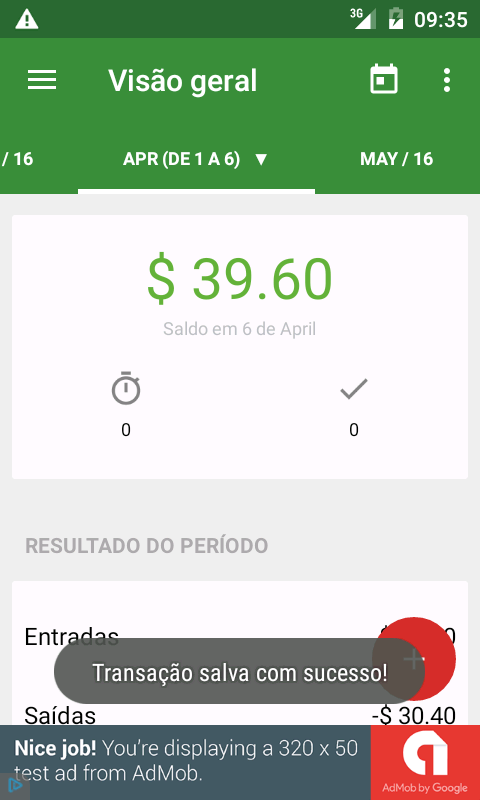 3G 09:35
Visão geral
/ 16 APR (DE 1 A 6) ▼ MAY / 16
$ 39.60
Saldo em 6 de April
0 0
RESULTADO DO PERÍODO
Entradas
Transação salva com sucesso!
Saídas -$ 30.40
Nice job! You're displaying a 320 x 50
test ad from AdMob.
AdMob by Google